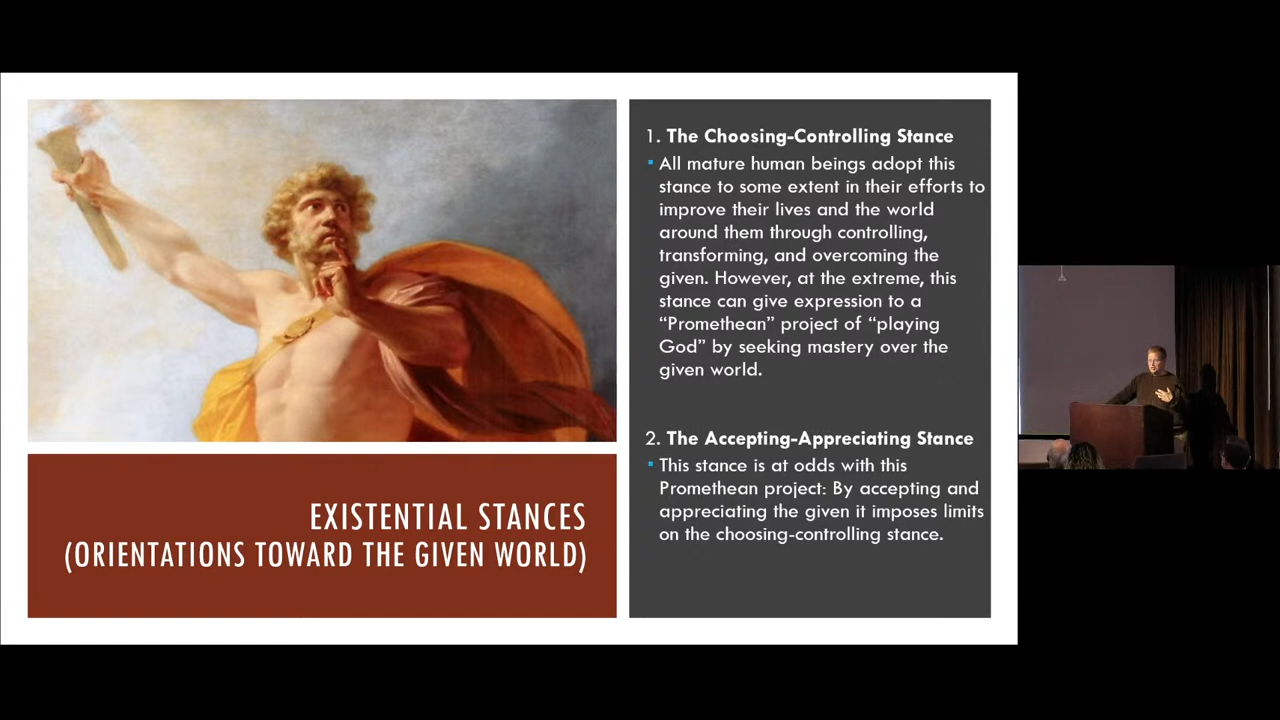 EXISTENTIAL STANCES
(ORIENTATIONS TOWARD THE GIVEN WORLD)
1. The Choosing-Controlling Stance
▪ All mature human beings adopt this
stance to some extent in their efforts to
improve their lives and the world
around them through controlling,
transforming, and overcoming the
given. However, at the extreme, this
stance can give expression to a
“Promethean” project of “playing
God” by seeking mastery over the
given world.
2. The Accepting-Appreciating Stance
▪ This stance is at odds with this
Promethean project: By accepting and
appreciating the given it imposes limits
on the choosing-controlling stance.